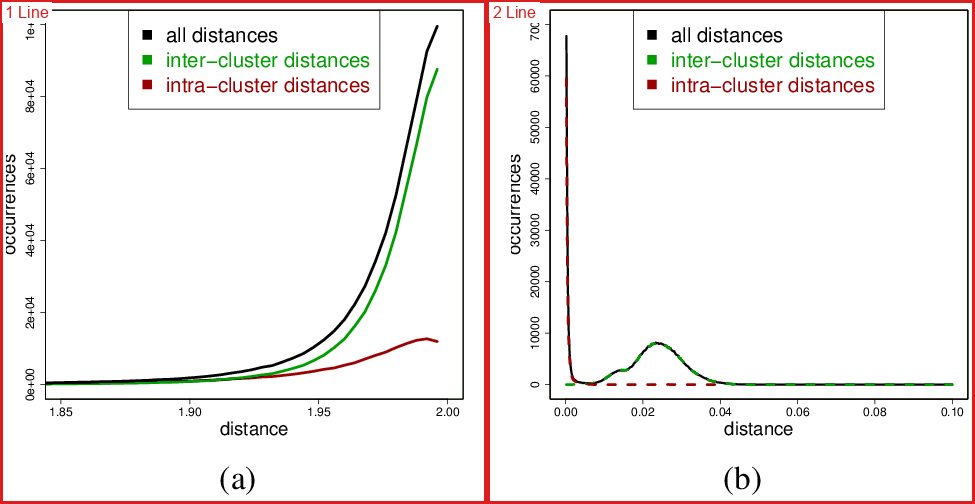 1 Line
all distances
inter-cluster distances
intra-cluster distances
occurrences
0e+00
2e+04
4e+04
6e+04
8e+04
1e+
1.85
1.90
1.95
2.00
distance
(a)
2 Line
all distances
inter-cluster distances
intra-cluster distances
occurrences
0
10000
20000
30000
40000
50000
60000
0.00
0.02
0.04
0.06
0.08
0.10
distance
(b)